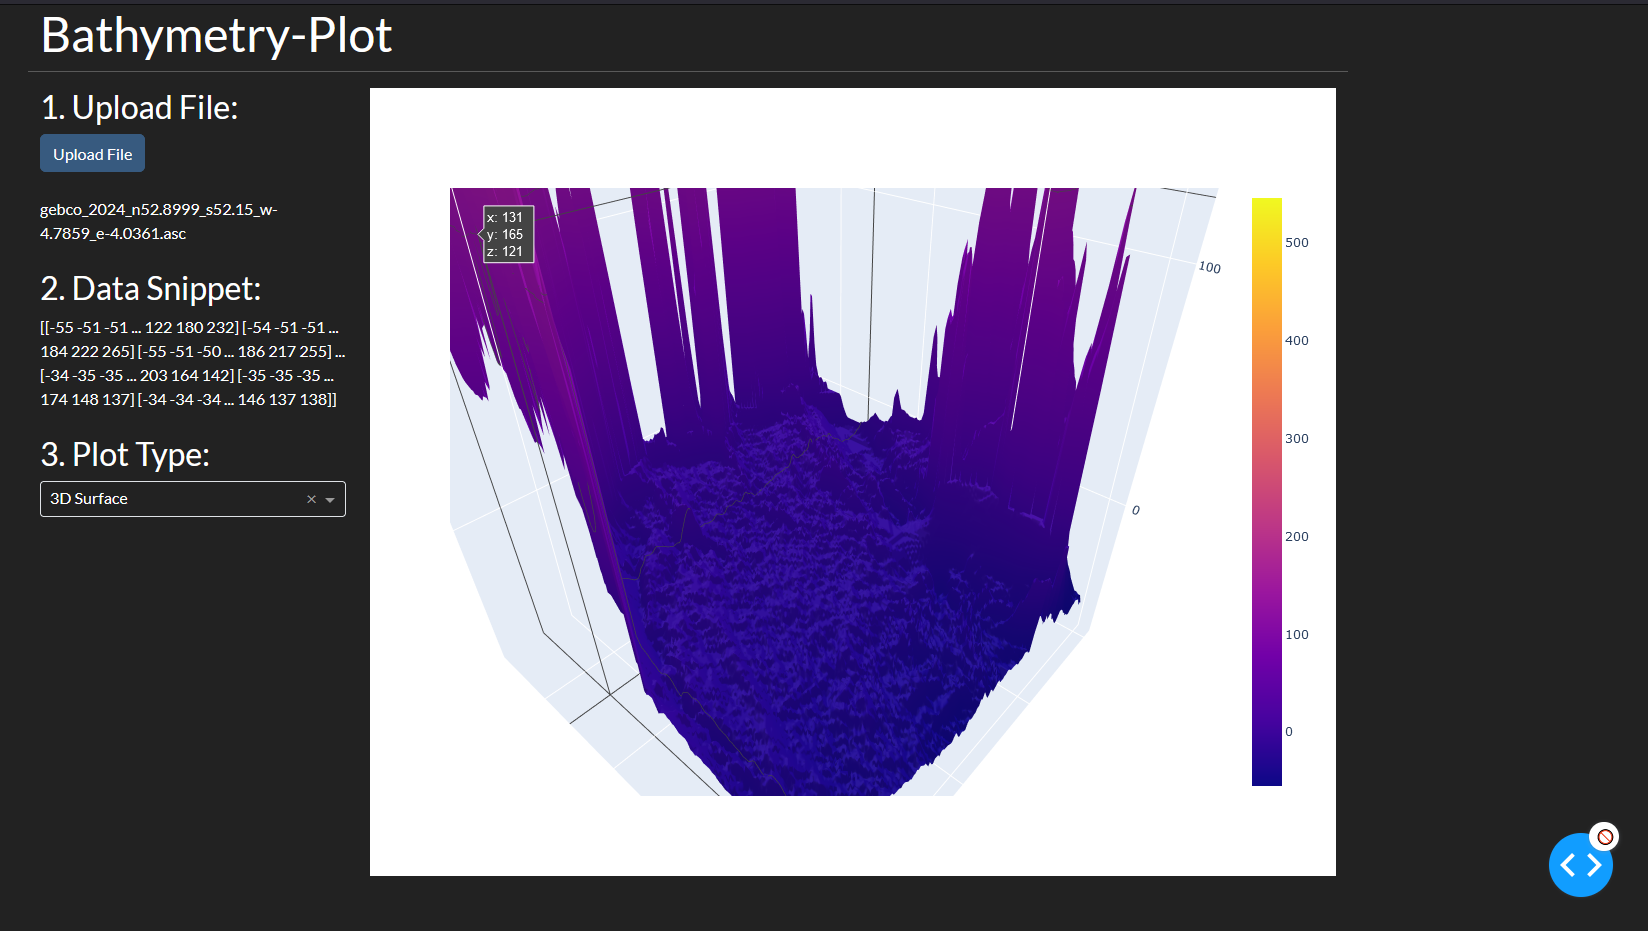 Bathymetry-Plot
1. Upload File:
Upload File
gebco_2024_n52.8999_s52.15_w-
4.7859_e-4.0361.asc
2. Data Snippet:
[[-55 -51 -51 ... 122 180 232] [-54 -51 -51 ...
184 222 265] [-55 -51 -50 ... 186 217 255] ...
[-34 -35 -35 ... 203 164 142] [-35 -35 -35 ...
174 148 137] [-34 -34 -34 ... 146 137 138]]
3. Plot Type:
3D Surface
x: 131
y: 165
z: 121
100
0
500
400
300
200
100
0